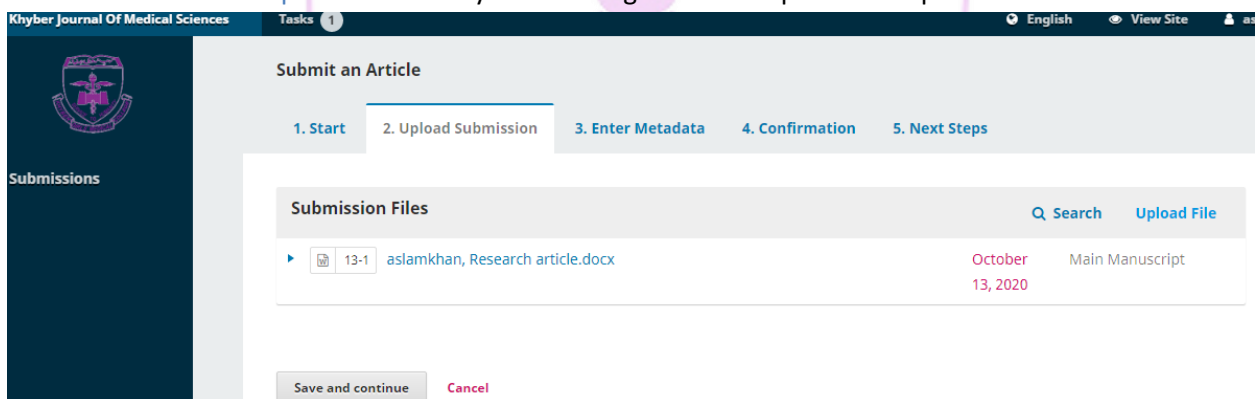 Khyber Journal Of Medical Sciences Tasks 1 English View Site as
Submit an Article
1. Start 2. Upload Submission 3. Enter Metadata 4. Confirmation 5. Next Steps
Submissions
Submission Files Search Upload File
13-1 aslamkhan, Research article.docx October Main Manuscript
13, 2020
Save and continue Cancel